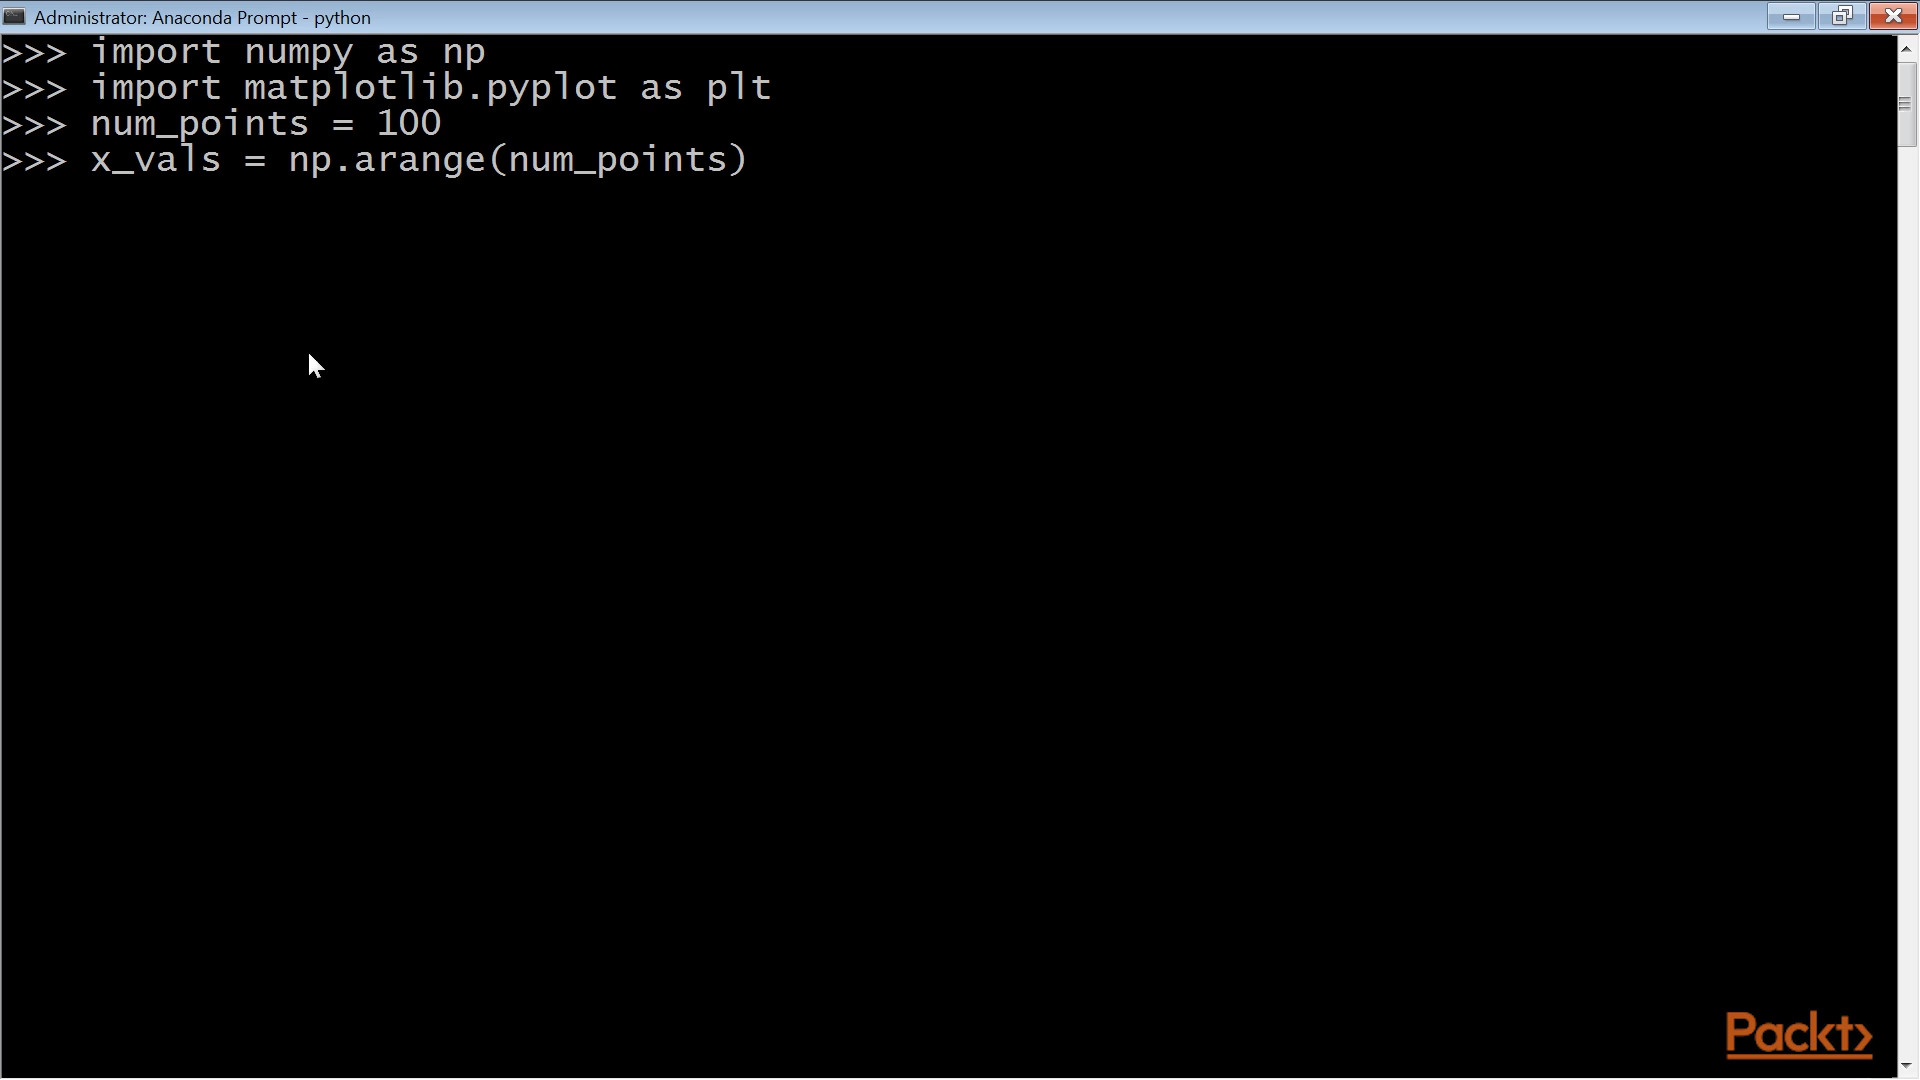 Administrator: Anaconda Prompt - python
>>> import numpy as np
>>> import matplotlib.pyplot as plt
>>> num_points = 100
>>> x_vals = np.arange(num_points)
Packt>